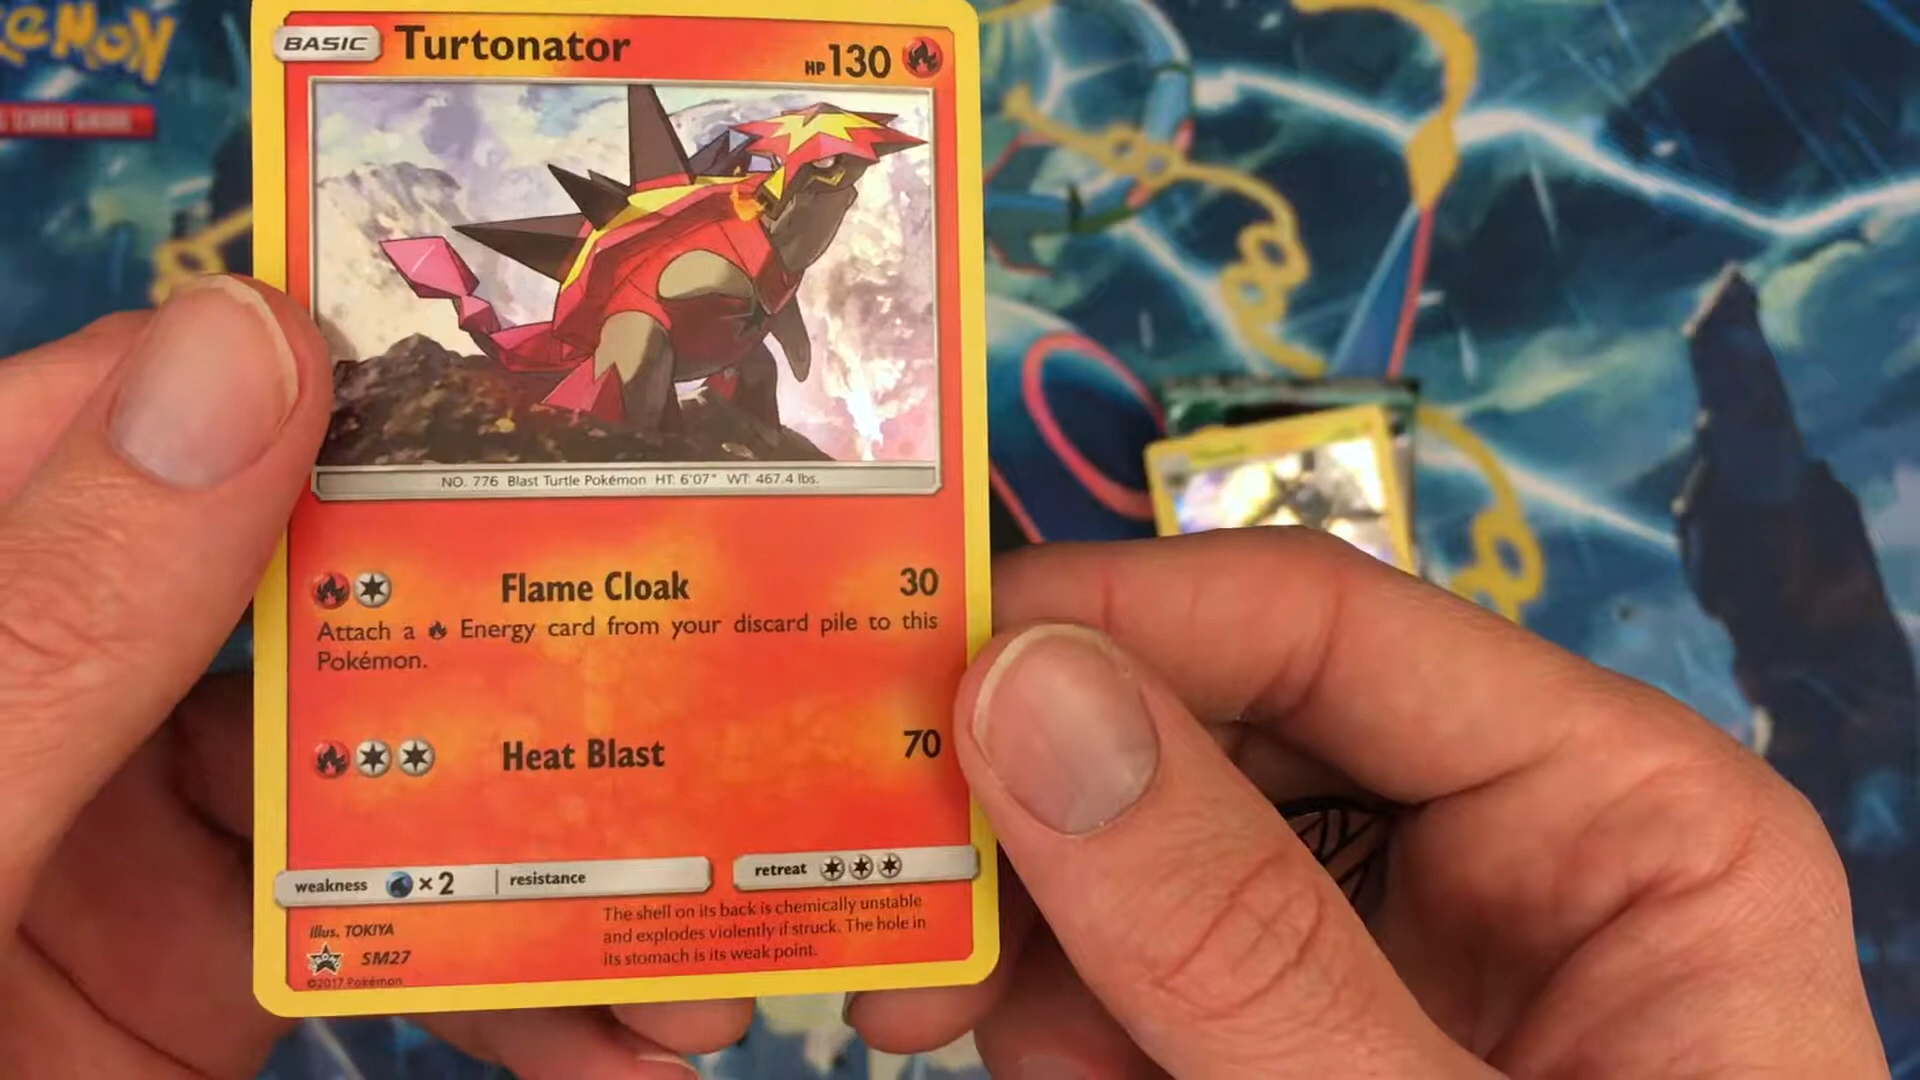 BASIC Turtonator HP 130
NO. 776 Blast Turtle Pokémon HT: 6'07" WT: 467.4 lbs.
Flame Cloak 30
Attach a Energy card from your discard pile to this
Pokémon.
Heat Blast 70
weakness ×2 resistance retreat
The shell on its back is chemically unstable
and explodes violently if struck. The hole in
its stomach is its weak point.
Illus. TOKIYA
SM27
©2017 Pokémon